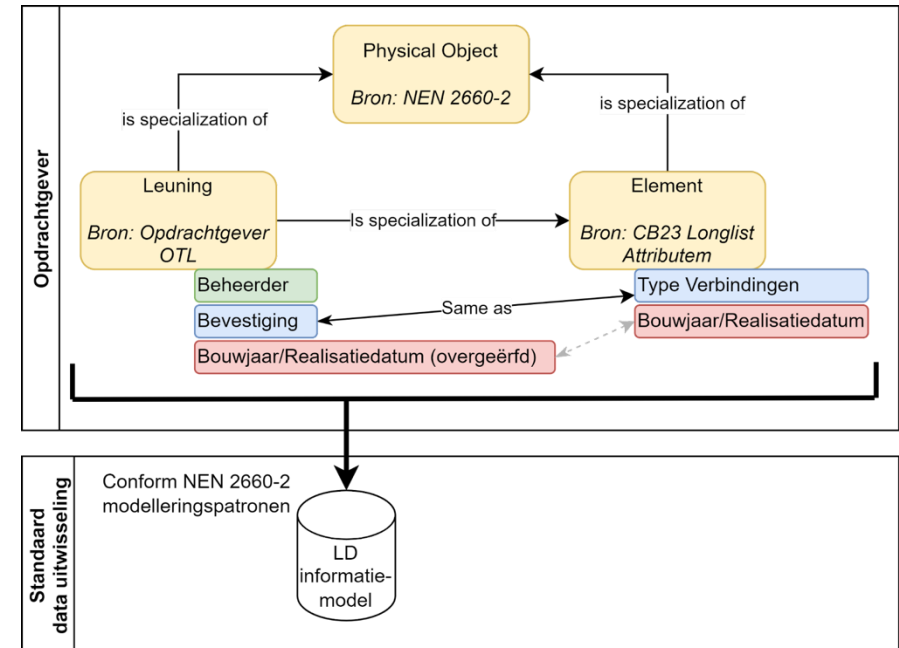 Opdrachtgever
Physical Object
Bron: NEN 2660-2
is specialization of
is specialization of
Leuning
Bron: Opdrachtgever
OTL
Is specialization of
Element
Bron: CB23 Longlist
Attributem
Beheerder
Bevestiging
Bouwjaar/Realisatiedatum (overgeërfd)
Same as
Type Verbindingen
Bouwjaar/Realisatiedatum
Standaard
data uitwisseling
Conform NEN 2660-2
modelleringspatronen
LD
informatie-
model